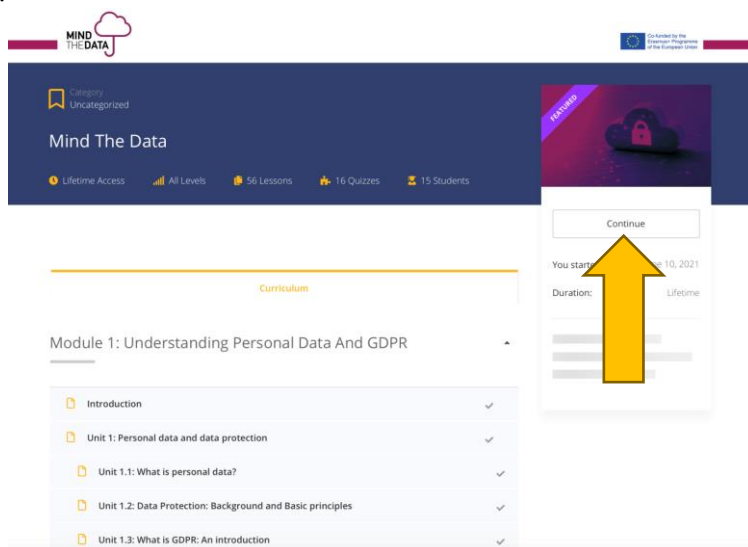 MIND
THEDATA
Co-funded by the
Erasmus+ Programme
of the European Union
Category
Uncategorized
FEATURED
Mind The Data
Lifetime Access All Levels 56 Lessons 16 Quizzes 15 Students
Continue
You starte e 10, 2021
Curriculum
Duration: Lifetime
Module 1: Understanding Personal Data And GDPR
Introduction
Unit 1: Personal data and data protection
Unit 1.1: What is personal data?
Unit 1.2: Data Protection: Background and Basic principles
Unit 1.3: What is GDPR: An introduction